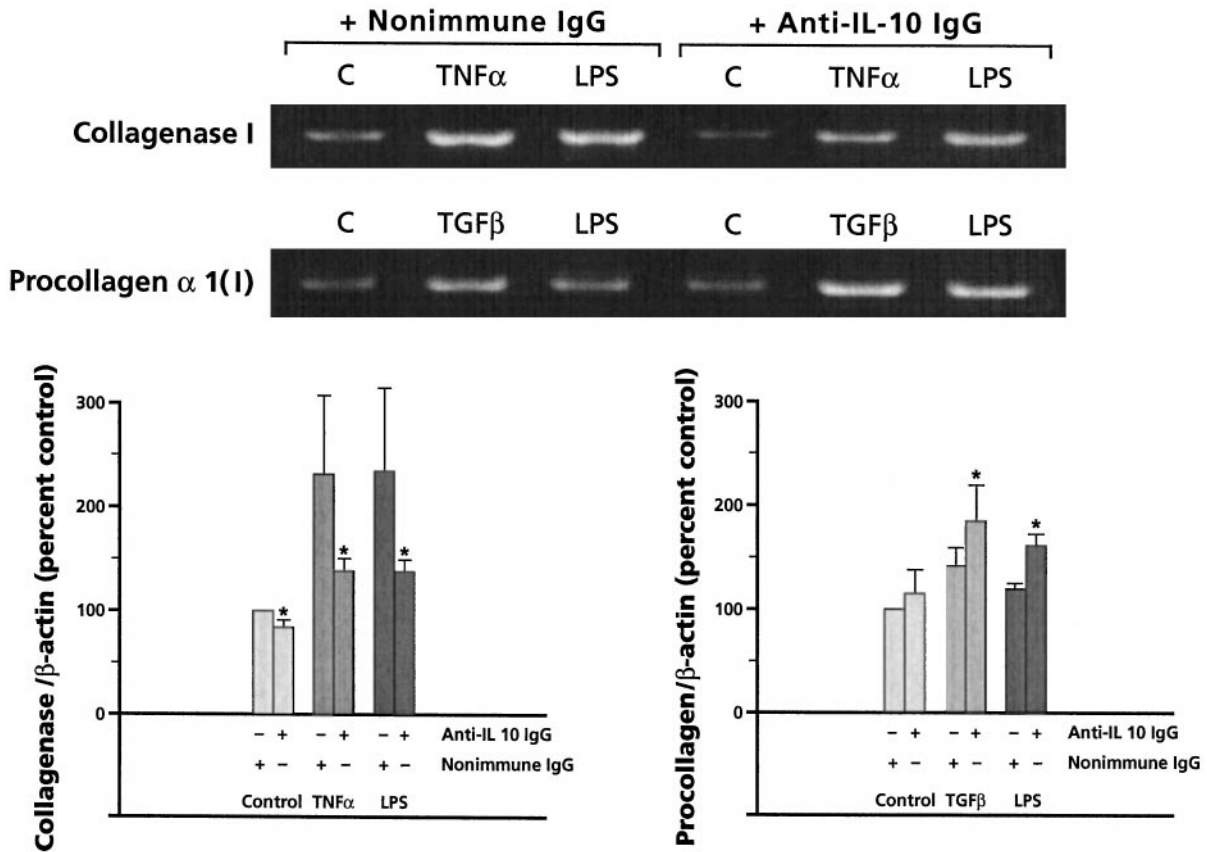 + Nonimmune IgG + Anti-IL-10 IgG
C TNFα LPS C TNFα LPS
Collagenase I
C TGFβ LPS C TGFβ LPS
Procollagen α 1(I)
Collagenase /β-actin (percent control)
300
200
100
0
* * *
− + − + − + Anti-IL 10 IgG
+ − + − + − Nonimmune IgG
Control TNFα LPS
Procollagen/β-actin (percent control)
300
200
100
0
* *
− + − + − + Anti-IL 10 IgG
+ − + − + − Nonimmune IgG
Control TGFβ LPS